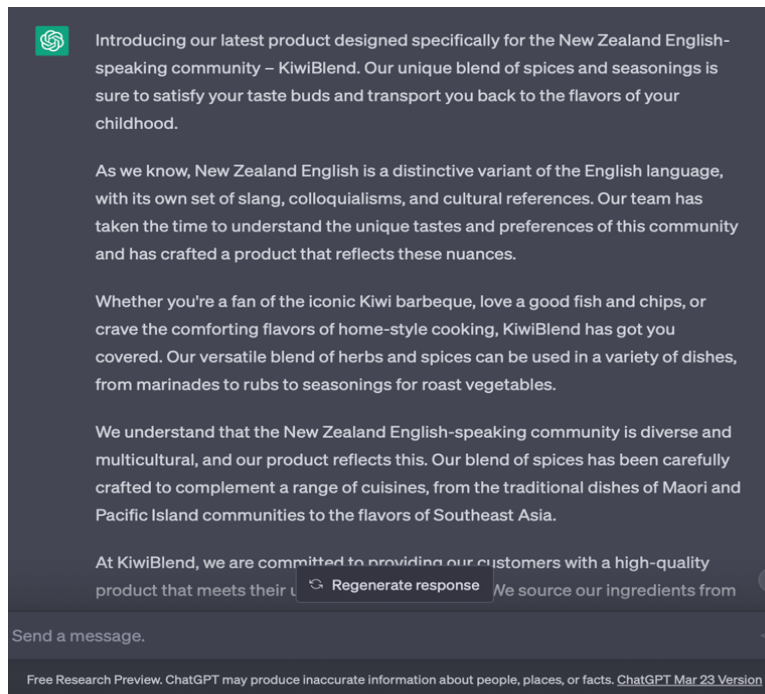 Introducing our latest product designed specifically for the New Zealand English-
speaking community – KiwiBlend. Our unique blend of spices and seasonings is
sure to satisfy your taste buds and transport you back to the flavors of your
childhood.
As we know, New Zealand English is a distinctive variant of the English language,
with its own set of slang, colloquialisms, and cultural references. Our team has
taken the time to understand the unique tastes and preferences of this community
and has crafted a product that reflects these nuances.
Whether you're a fan of the iconic Kiwi barbeque, love a good fish and chips, or
crave the comforting flavors of home-style cooking, KiwiBlend has got you
covered. Our versatile blend of herbs and spices can be used in a variety of dishes,
from marinades to rubs to seasonings for roast vegetables.
We understand that the New Zealand English-speaking community is diverse and
multicultural, and our product reflects this. Our blend of spices has been carefully
crafted to complement a range of cuisines, from the traditional dishes of Maori and
Pacific Island communities to the flavors of Southeast Asia.
At KiwiBlend, we are committed to providing our customers with a high-quality
product that meets their We source our ingredients from
Regenerate response
Send a message.
Free Research Preview. ChatGPT may produce inaccurate information about people, places, or facts. ChatGPT Mar 23 Version